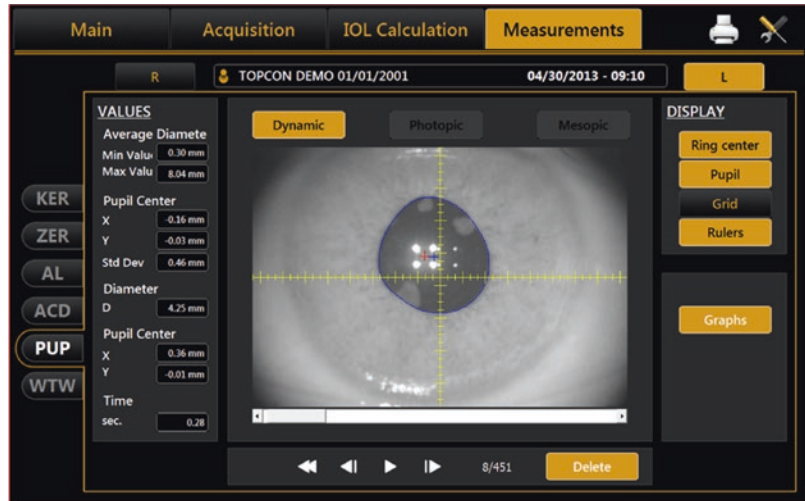 Main Acquisition IOL Calculation Measurements
R TOPCON DEMO 01/01/2001 04/30/2013 - 09:10 L
VALUES
Average Diamete
Min Valu 0.30 mm
Max Valu 8.04 mm
Pupil Center
X -0.16 mm
Y -0.03 mm
Std Dev 0.46 mm
Diameter
D 4.25 mm
Pupil Center
X 0.36 mm
Y -0.01 mm
Time
sec. 0.28
KER
ZER
AL
ACD
PUP
WTW
Dynamic Photopic Mesopic
8/451 Delete
DISPLAY
Ring center
Pupil
Grid
Rulers
Graphs